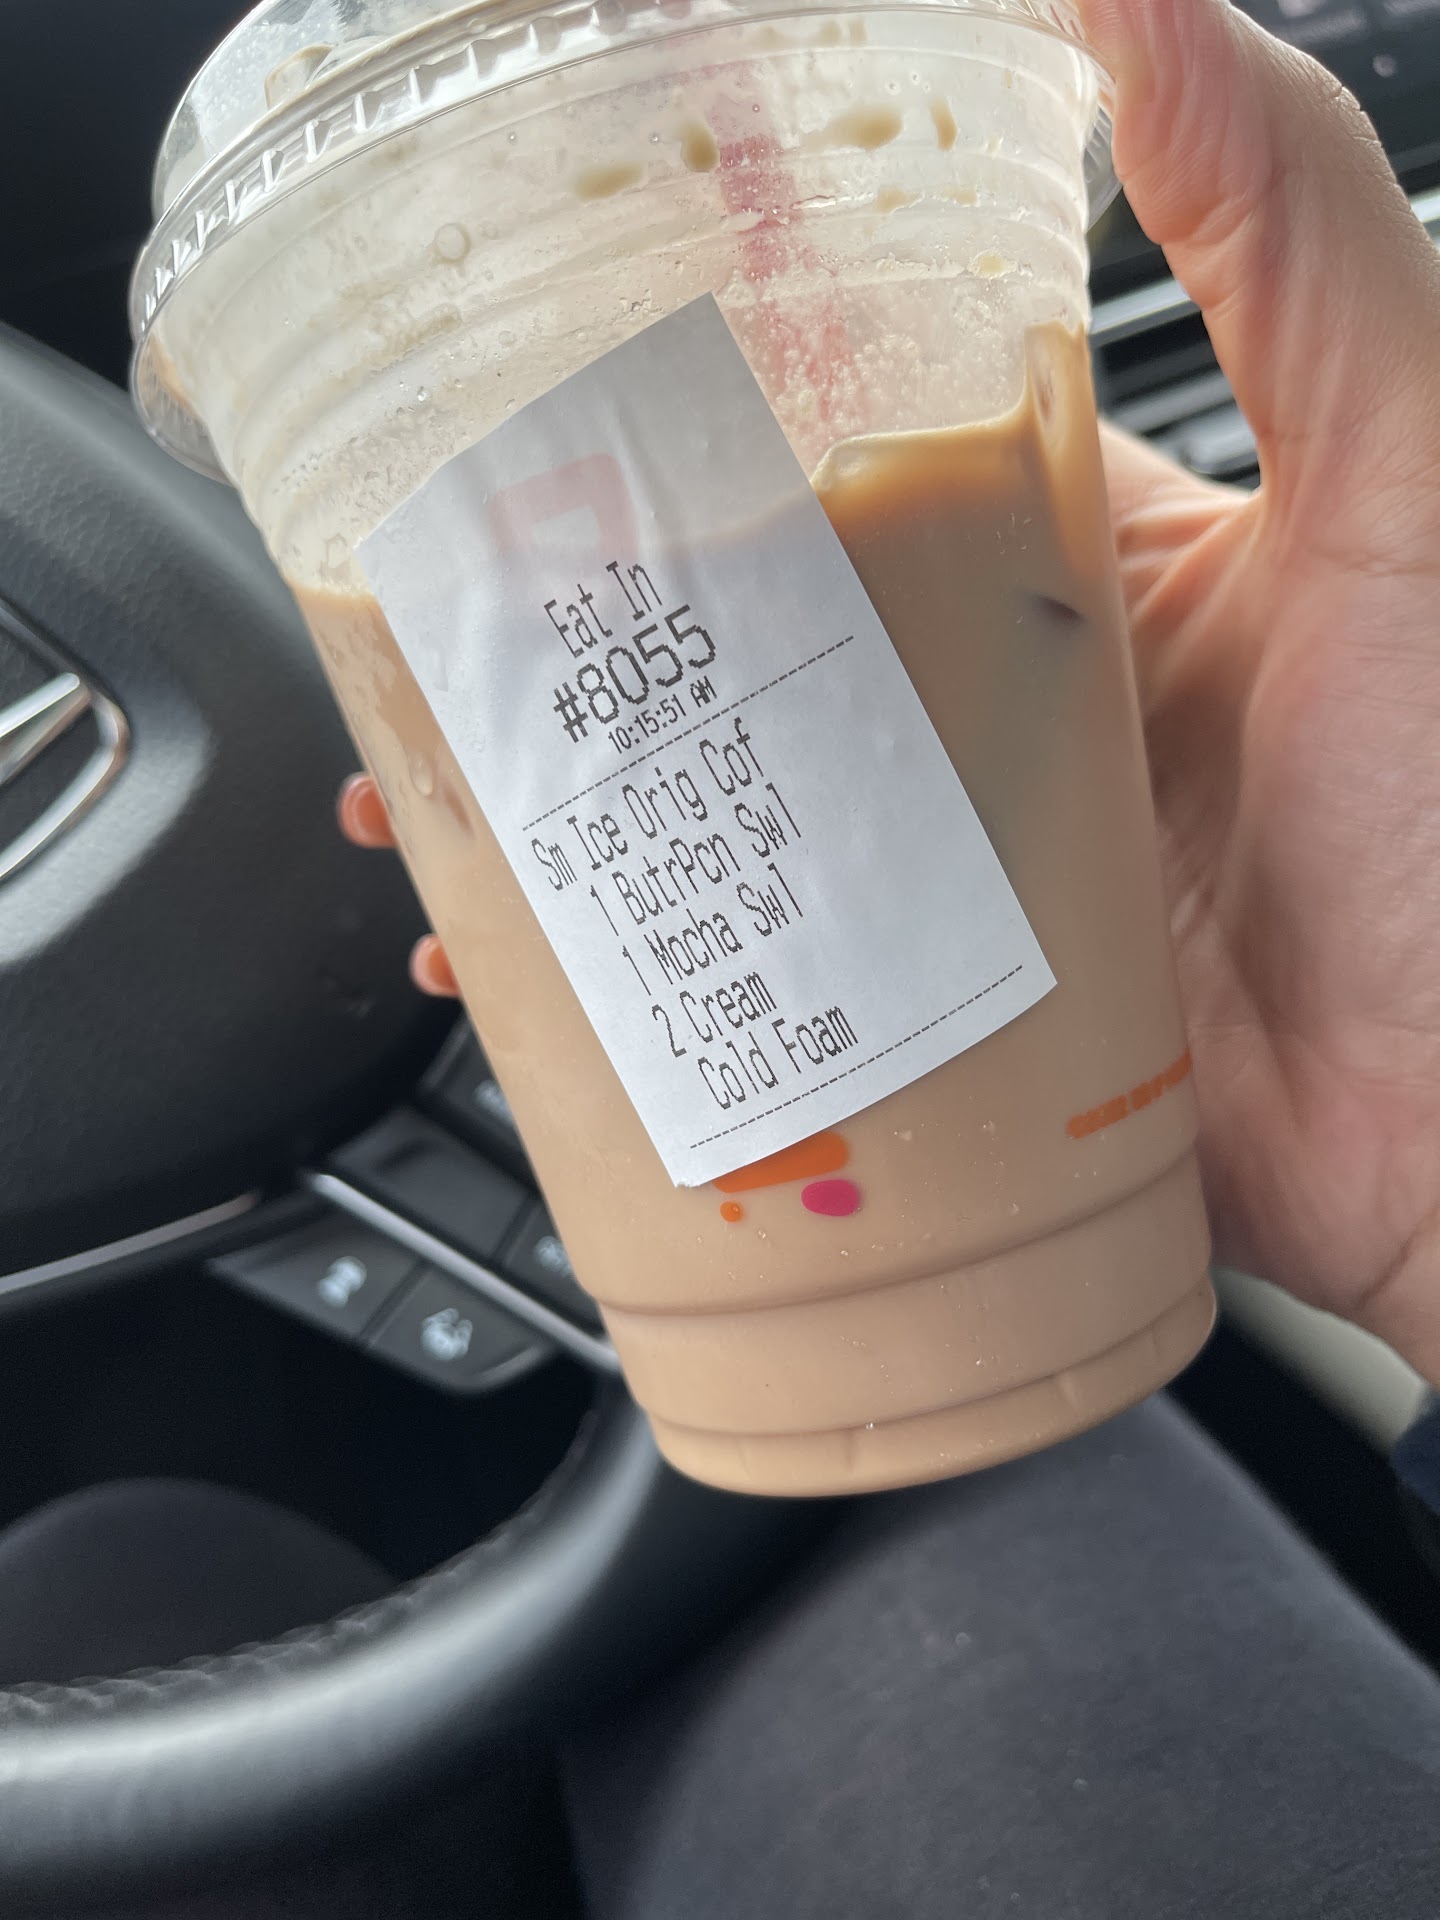 Eat In
#8055
10:15:51 AM
Sm Ice Orig Cof
1 ButrPcn Swl
1 Mocha Swl
2 Cream
Cold Foam